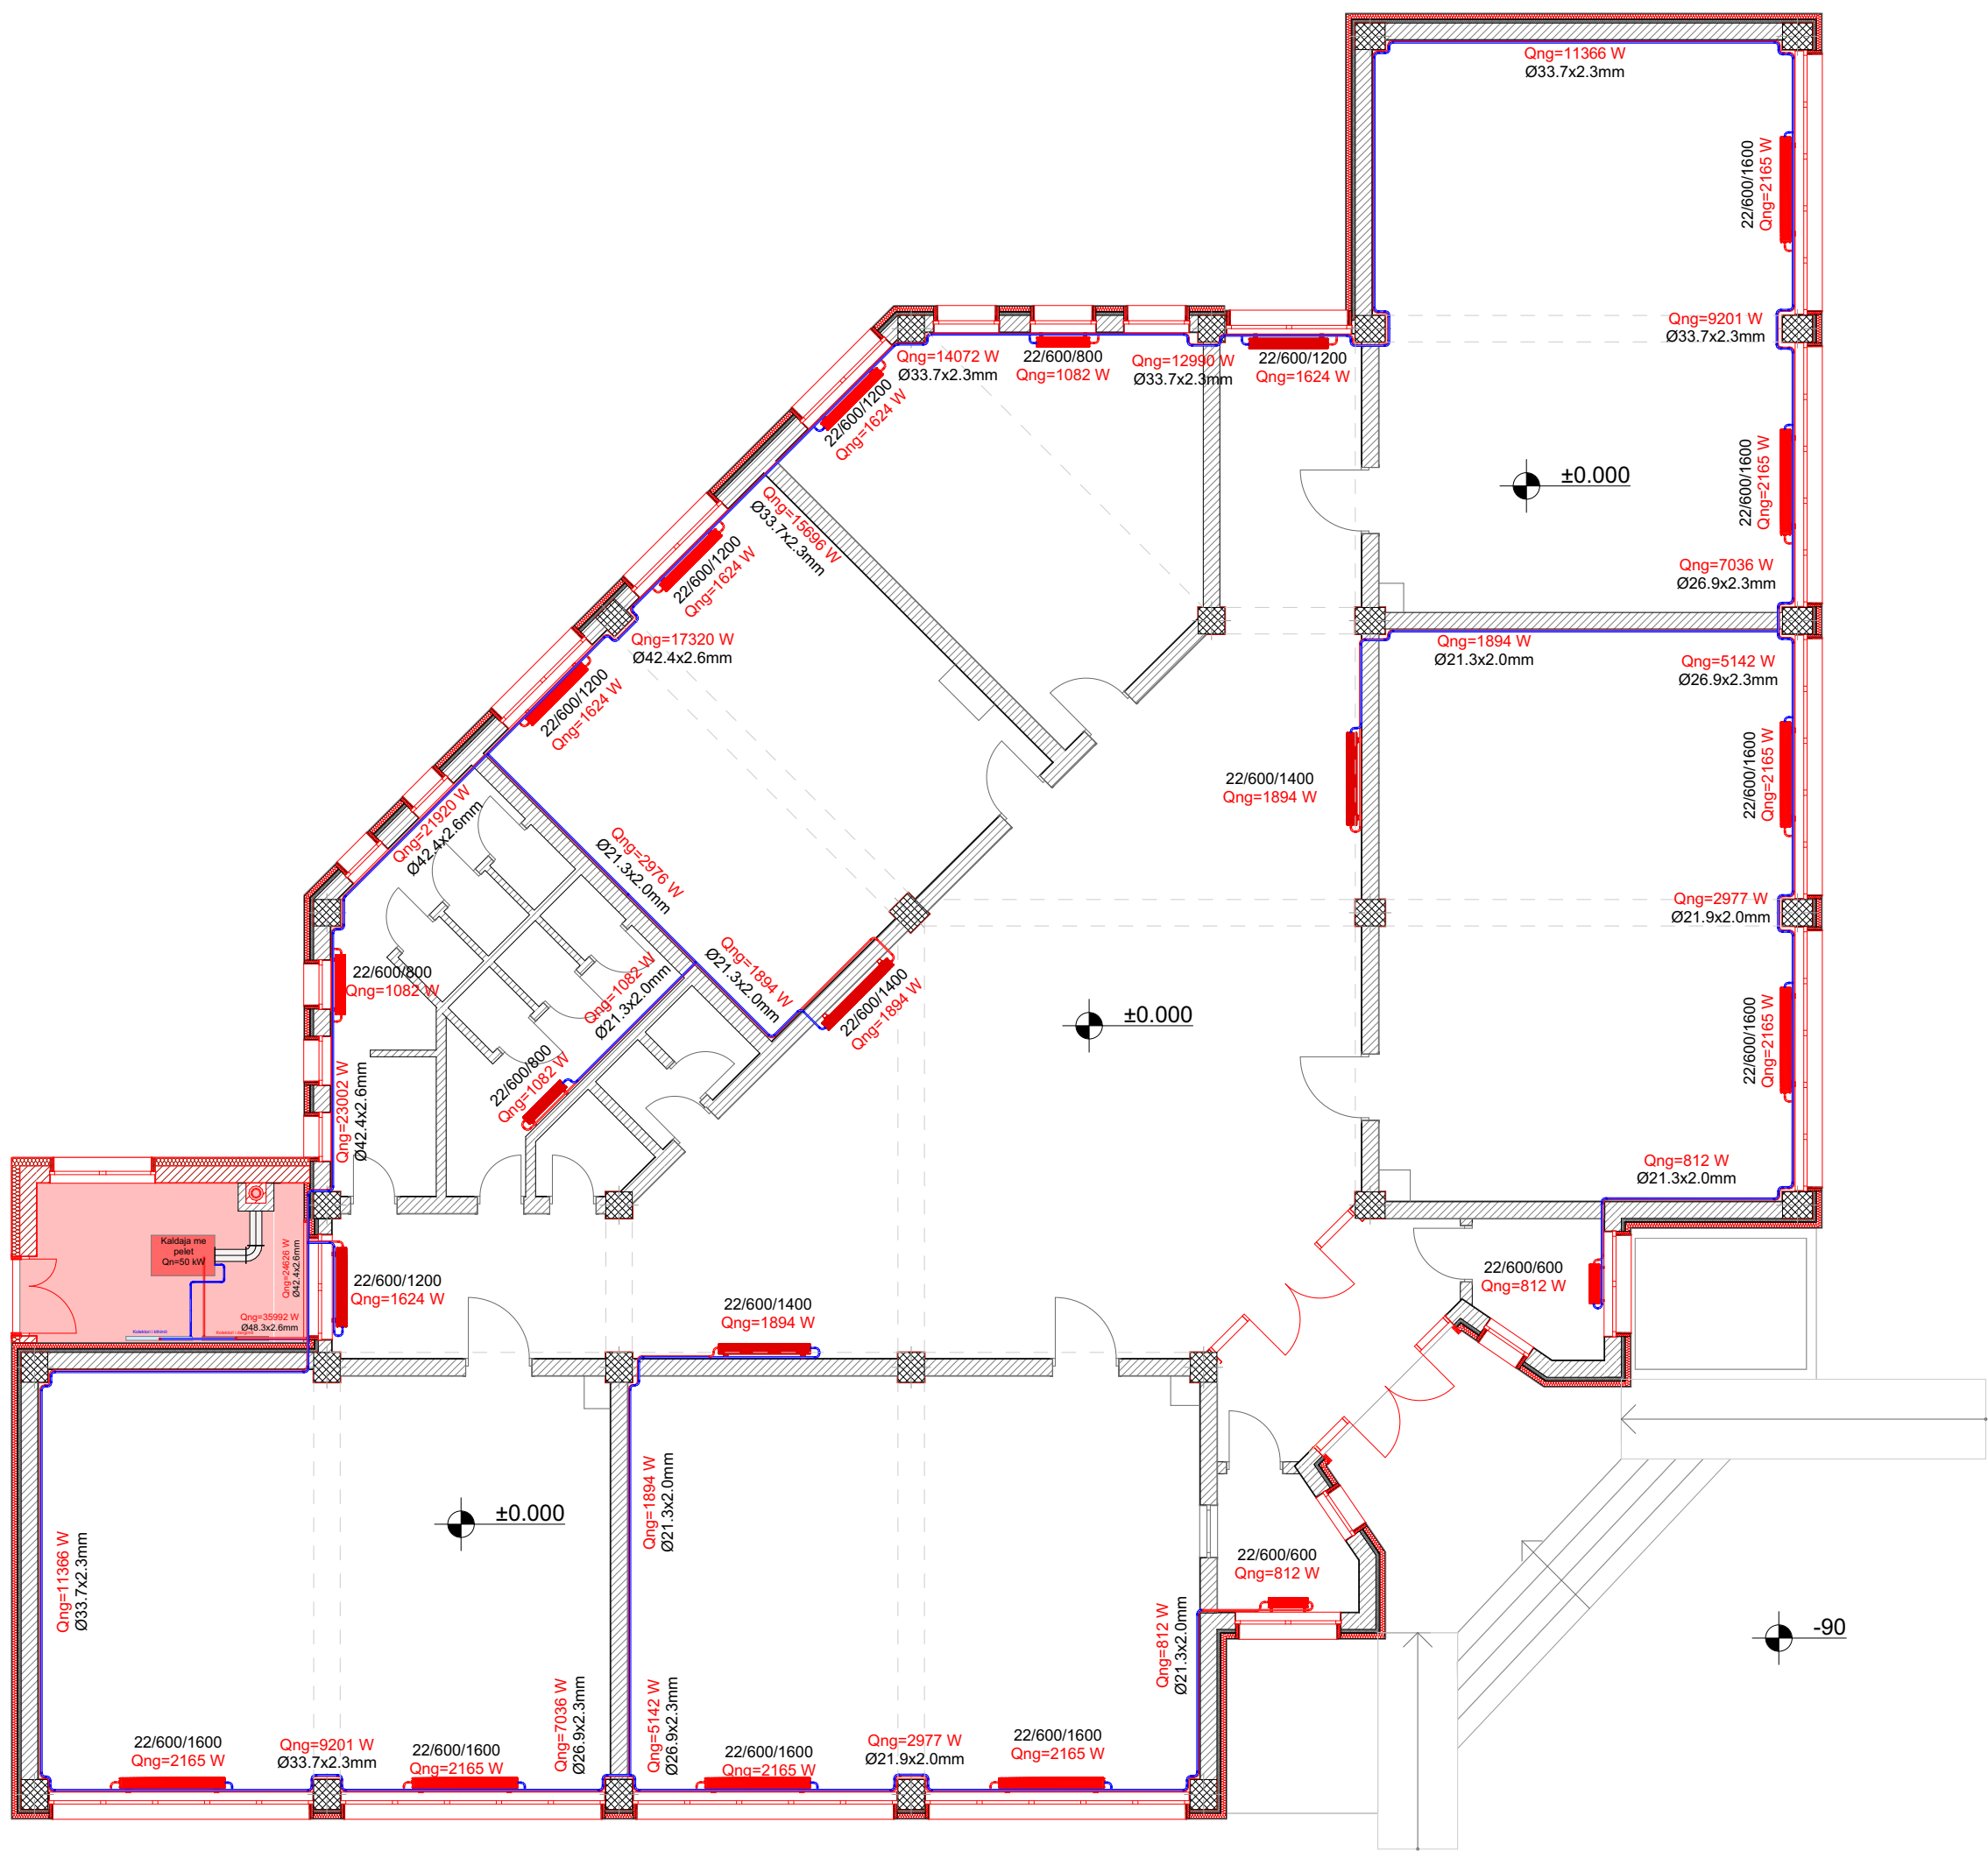 Qng=11366 W
Ø33.7x2.3mm
22/600/1600
Qng=2165 W
Qng=9201 W
Ø33.7x2.3mm
Qng=14072 W
Ø33.7x2.3mm
22/600/800
Qng=1082 W
Qng=12990 W
Ø33.7x2.3mm
22/600/1200
Qng=1624 W
22/600/1200
Qng=1624 W
22/600/1600
Qng=2165 W
±0.000
Qng=15696 W
Ø33.7x2.3mm
22/600/1200
Qng=1624 W
Qng=7036 W
Ø26.9x2.3mm
Qng=17320 W
Ø42.4x2.6mm
Qng=1894 W
Ø21.3x2.0mm
Qng=5142 W
Ø26.9x2.3mm
22/600/1200
Qng=1624 W
22/600/1400
Qng=1894 W
22/600/1600
Qng=2165 W
Qng=21920 W
Ø42.4x2.6mm
Qng=2976 W
Ø21.3x2.0mm
Qng=2977 W
Ø21.9x2.0mm
22/600/800
Qng=1082 W
Qng=1082 W
Ø21.3x2.0mm
Qng=1894 W
Ø21.3x2.0mm
22/600/1400
Qng=1894 W
±0.000
22/600/1600
Qng=2165 W
22/600/800
Qng=1082 W
Qng=23002 W
Ø42.4x2.6mm
Qng=812 W
Ø21.3x2.0mm
Kaldaja me
pelet
Qn=50 kW
Qng=24626 W
Ø42.4x2.6mm
Qng=35992 W
Ø48.3x2.6mm
22/600/1200
Qng=1624 W
22/600/1400
Qng=1894 W
22/600/600
Qng=812 W
±0.000
Qng=11366 W
Ø33.7x2.3mm
Qng=1894 W
Ø21.3x2.0mm
22/600/600
Qng=812 W
Qng=812 W
Ø21.3x2.0mm
-90
Qng=7036 W
Ø26.9x2.3mm
Qng=5142 W
Ø26.9x2.3mm
22/600/1600
Qng=2165 W
Qng=9201 W
Ø33.7x2.3mm
22/600/1600
Qng=2165 W
22/600/1600
Qng=2165 W
Qng=2977 W
Ø21.9x2.0mm
22/600/1600
Qng=2165 W